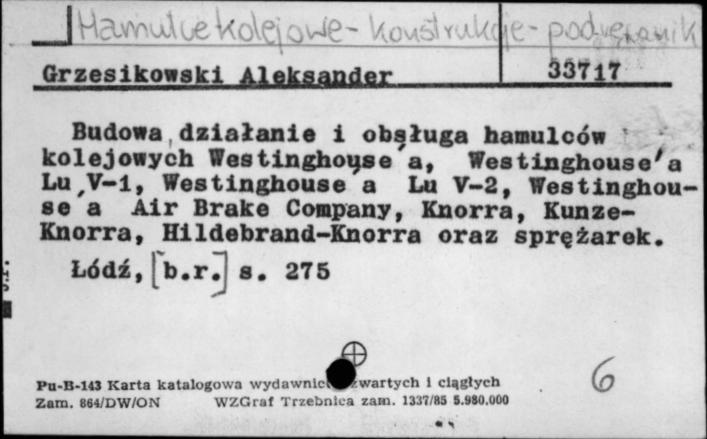 Hamulce kolejowe - konstrukcje - podręcznik
Grzesikowski Aleksander 33717
Budowa, działanie i obsługa hamulców
kolejowych Westinghouse'a, Westinghouse'a
Lu V-1, Westinghouse'a Lu V-2, Westinghou-
se'a Air Brake Company, Knorra, Kunze-
Knorra, Hildebrand-Knorra oraz sprężarek.
Łódź, [b.r.] s. 275
6
Pu-B-143 Karta katalogowa wydawnictw zwartych i ciągłych
Zam. 864/DW/ON WZGraf Trzebnica zam. 1337/85 5.980.000